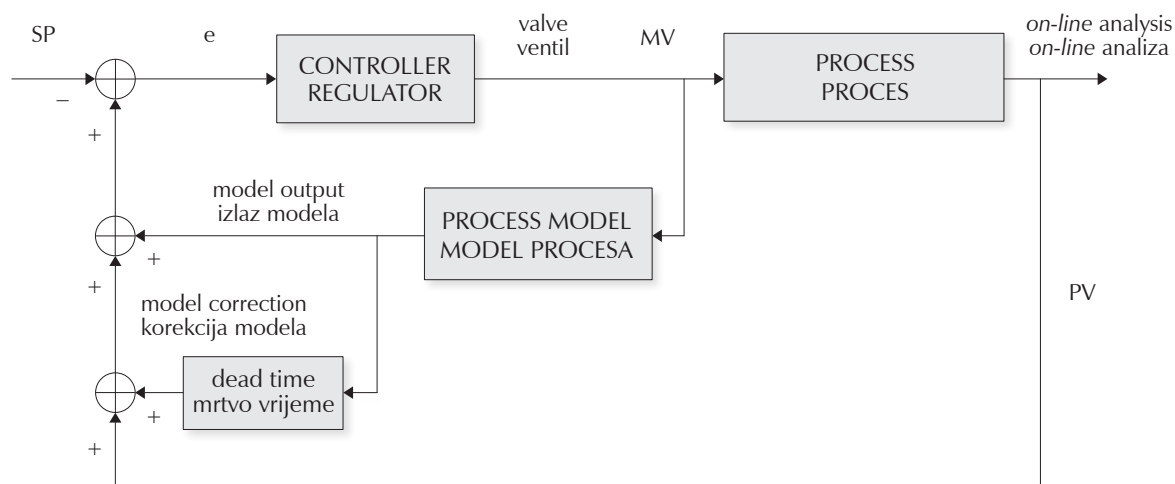 SP
e
valve
ventil
MV
on-line analysis
on-line analiza
CONTROLLER
REGULATOR
PROCESS
PROCES
−
+
model output
izlaz modela
PROCESS MODEL
MODEL PROCESA
+
+
model correction
korekcija modela
PV
dead time
mrtvo vrijeme
+
+